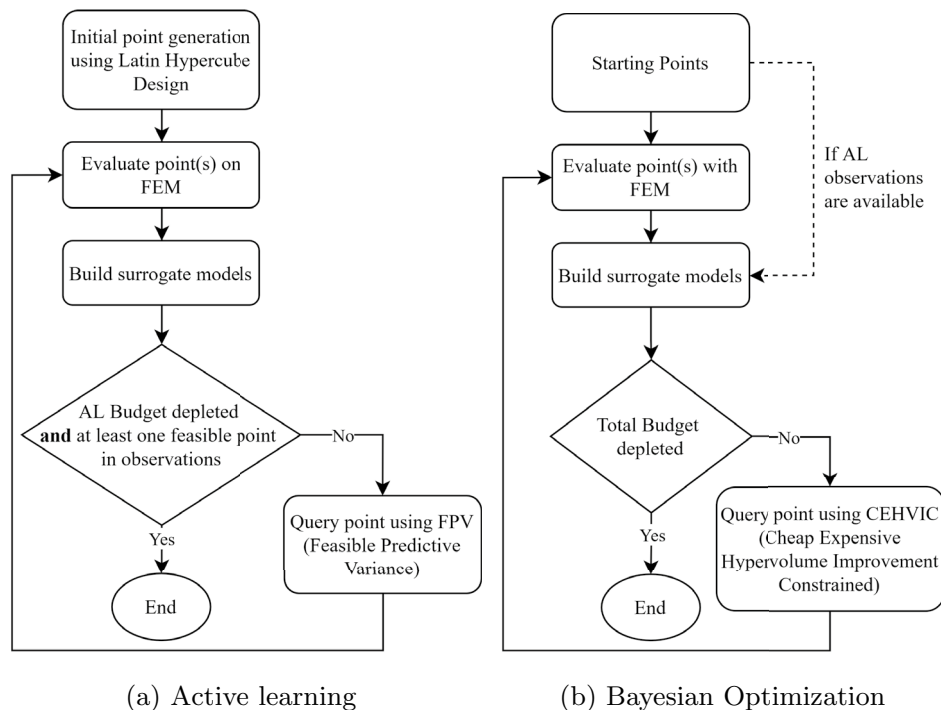 Initial point generation
using Latin Hypercube
Design
Evaluate point(s) on
FEM
Build surrogate models
AL Budget depleted
and at least one feasible point
in observations
No
Query point using FPV
(Feasible Predictive
Variance)
Yes
End
(a) Active learning
Starting Points
If AL
observations
are available
Evaluate point(s) with
FEM
Build surrogate models
Total Budget
depleted
No
Query point using CEHVIC
(Cheap Expensive
Hypervolume Improvement
Constrained)
Yes
End
(b) Bayesian Optimization